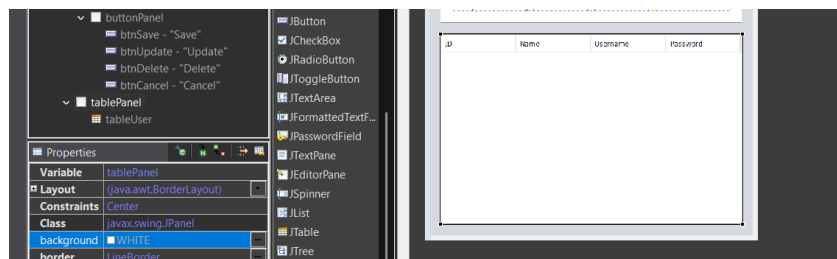 buttonPanel
btnSave - "Save"
btnUpdate - "Update"
btnDelete - "Delete"
btnCancel - "Cancel"
tablePanel
tableUser
Properties
Variable tablePanel
Layout (java.awt.BorderLayout)
Constraints Center
Class javax.swing.JPanel
background WHITE
border LineBorder
JButton
JCheckBox
JRadioButton
JToggleButton
JTextArea
JFormattedTextF...
JPasswordField
JTextPane
JEditorPane
JSpinner
JList
JTable
JTree
ID Name Username Password